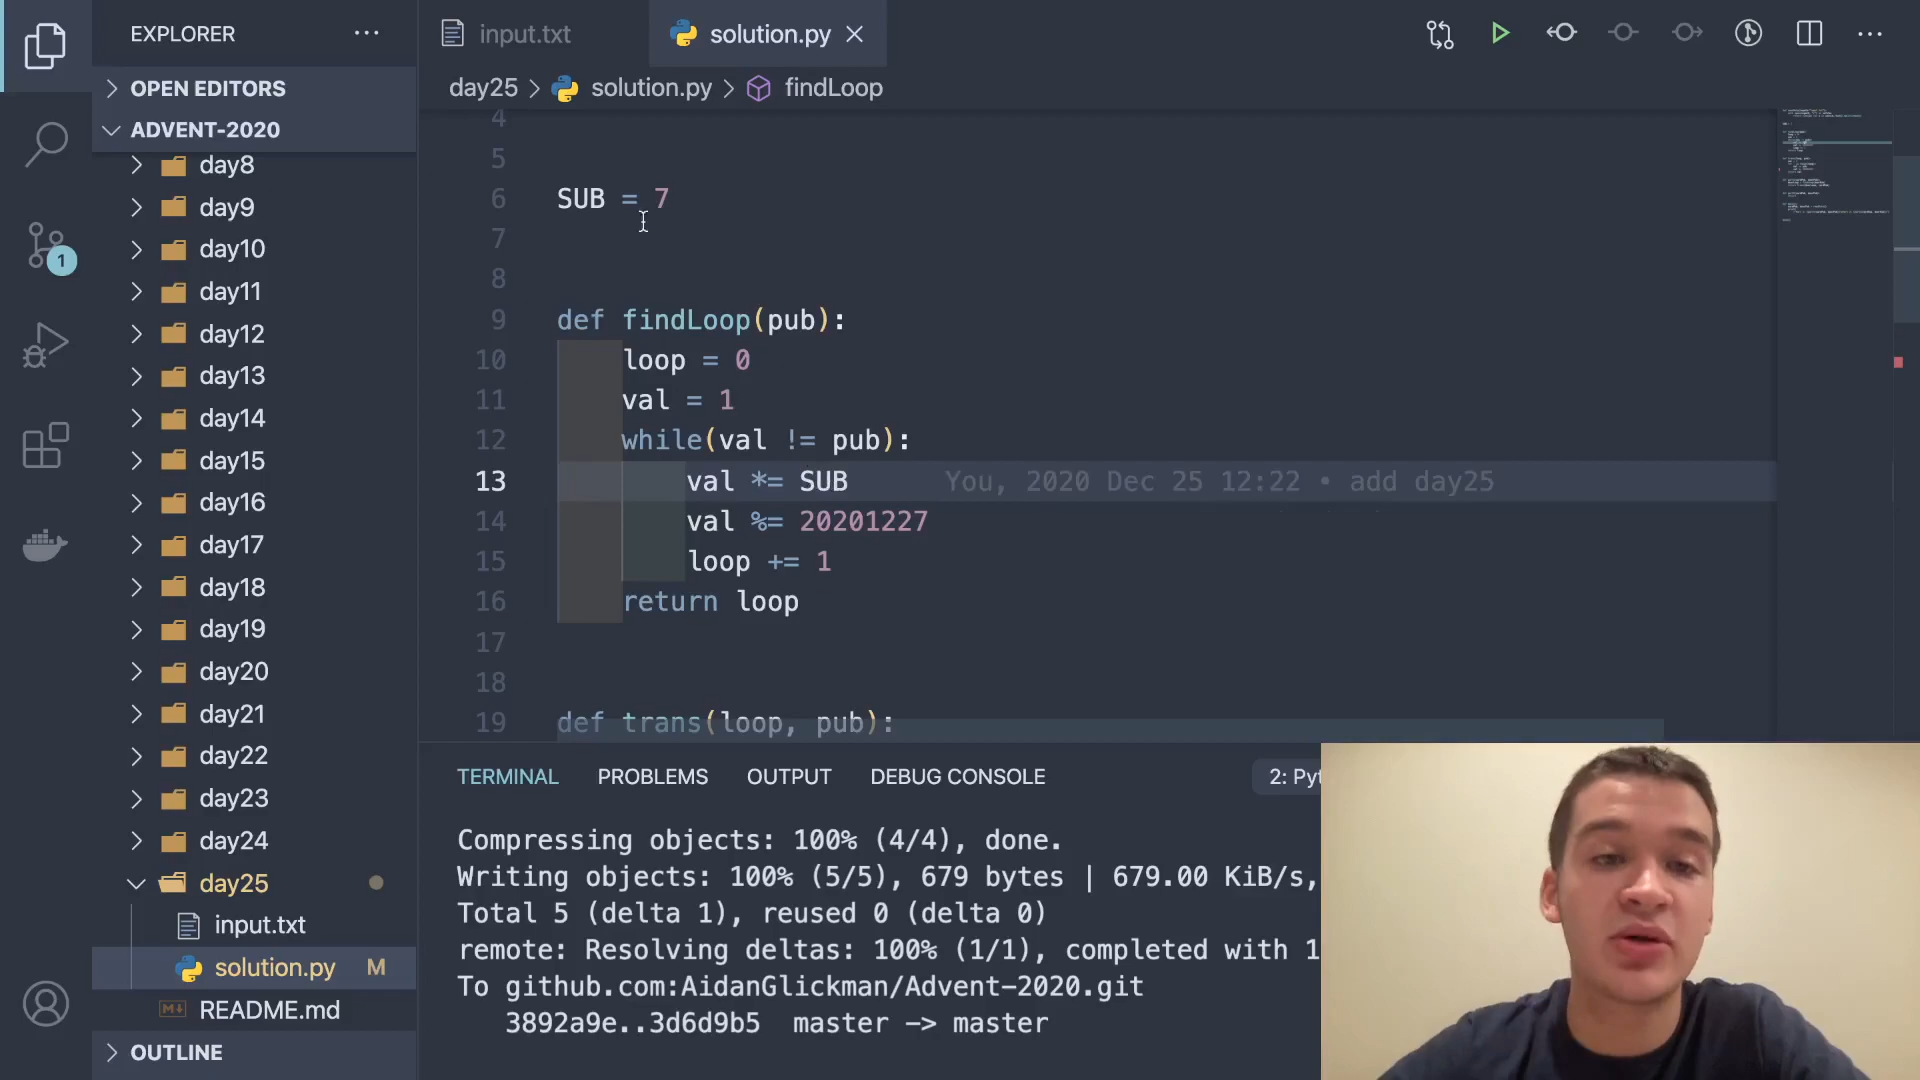 EXPLORER
OPEN EDITORS
ADVENT-2020
day8
day9
day10
day11
day12
day13
day14
day15
day16
day17
day18
day19
day20
day21
day22
day23
day24
day25
input.txt
solution.py M
README.md
OUTLINE
1
input.txt
solution.py
day25 > solution.py > findLoop
4
5
6 SUB = 7
7
8
9 def findLoop(pub):
10 loop = 0
11 val = 1
12 while(val != pub):
13 val *= SUB You, 2020 Dec 25 12:22 • add day25
14 val %= 20201227
15 loop += 1
16 return loop
17
18
19 def trans(loop, pub):
TERMINAL PROBLEMS OUTPUT DEBUG CONSOLE 2: Pyt
Compressing objects: 100% (4/4), done.
Writing objects: 100% (5/5), 679 bytes | 679.00 KiB/s,
Total 5 (delta 1), reused 0 (delta 0)
remote: Resolving deltas: 100% (1/1), completed with 1
To github.com:AidanGlickman/Advent-2020.git
3892a9e..3d6d9b5 master -> master